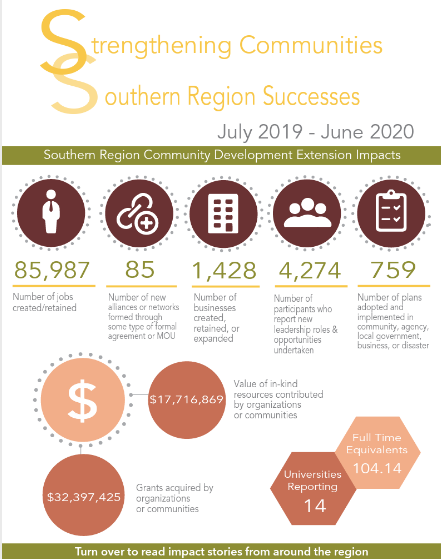 Strengthening Communities
Southern Region Successes
July 2019 - June 2020
Southern Region Community Development Extension Impacts
85,987
Number of jobs
created/retained
85
Number of new
alliances or networks
formed through
some type of formal
agreement or MOU
1,428
Number of
businesses
created,
retained, or
expanded
4,274
Number of
participants who
report new
leadership roles &
opportunities
undertaken
759
Number of plans
adopted and
implemented in
community, agency,
local government,
business, or disaster
$
$17,716,869
Value of in-kind
resources contributed
by organizations
or communities
$32,397,425
Grants acquired by
organizations
or communities
Full Time
Equivalents
104.14
Universities
Reporting
14
Turn over to read impact stories from around the region